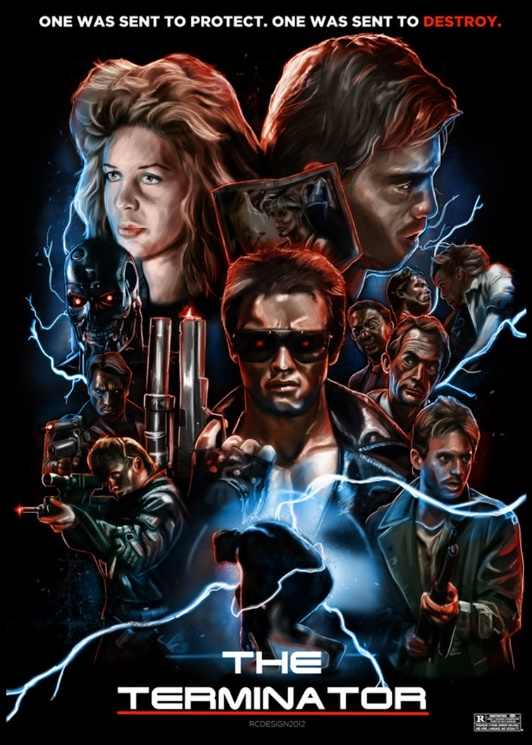 ONE WAS SENT TO PROTECT. ONE WAS SENT TO DESTROY.
THE
TERMINATOR
RCDESIGN2012
R